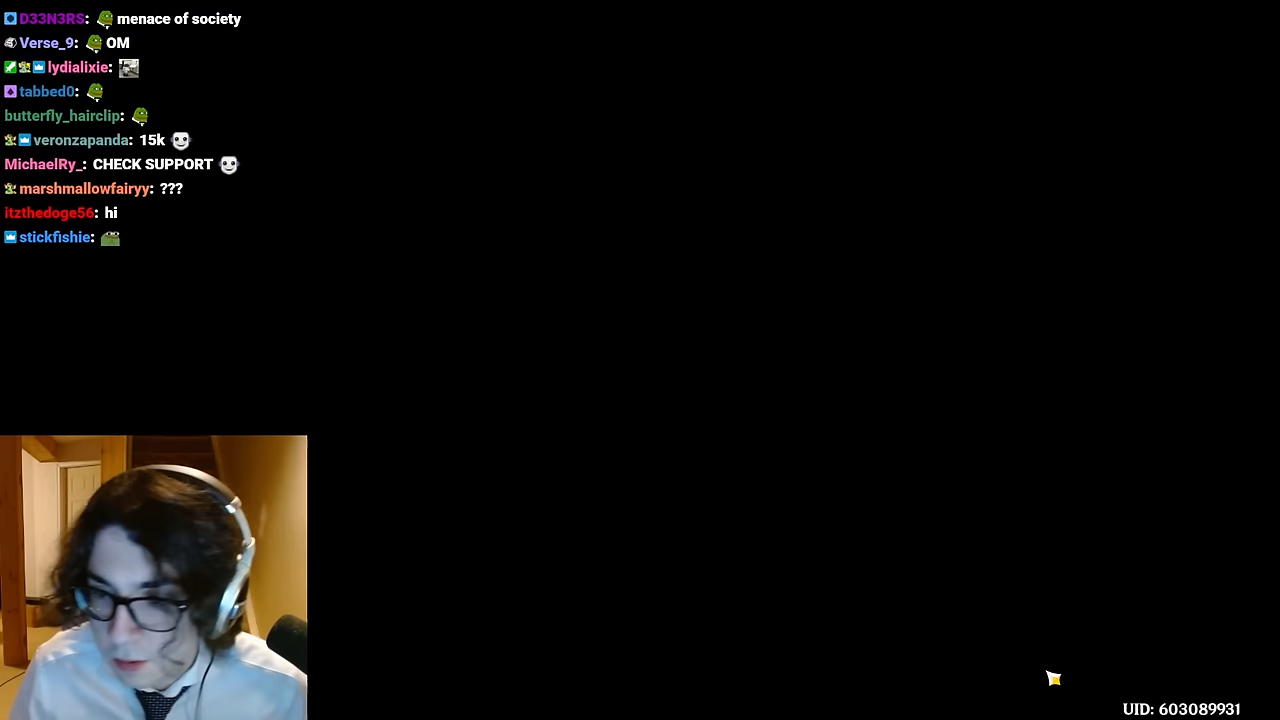 D33N3RS: menace of society
Verse_9: OM
lydialixie:
tabbed0:
butterfly_hairclip:
veronzapanda: 15k
MichaelRy_: CHECK SUPPORT
marshmallowfairyy: ???
itzthedoge56: hi
stickfishie:
UID: 603089931